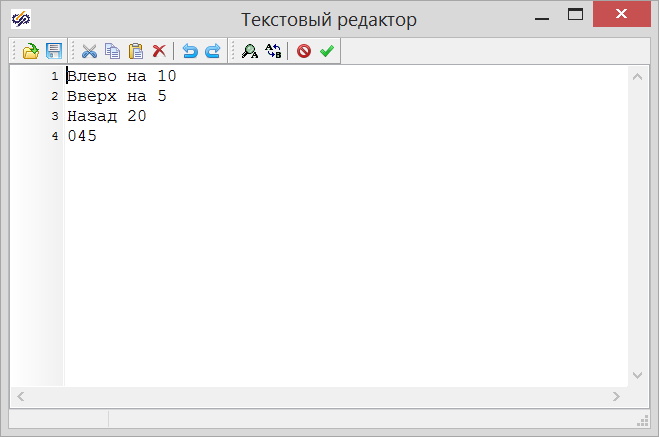 Текстовый редактор
1 Влево на 10
2 Вверх на 5
3 Назад 20
4 045